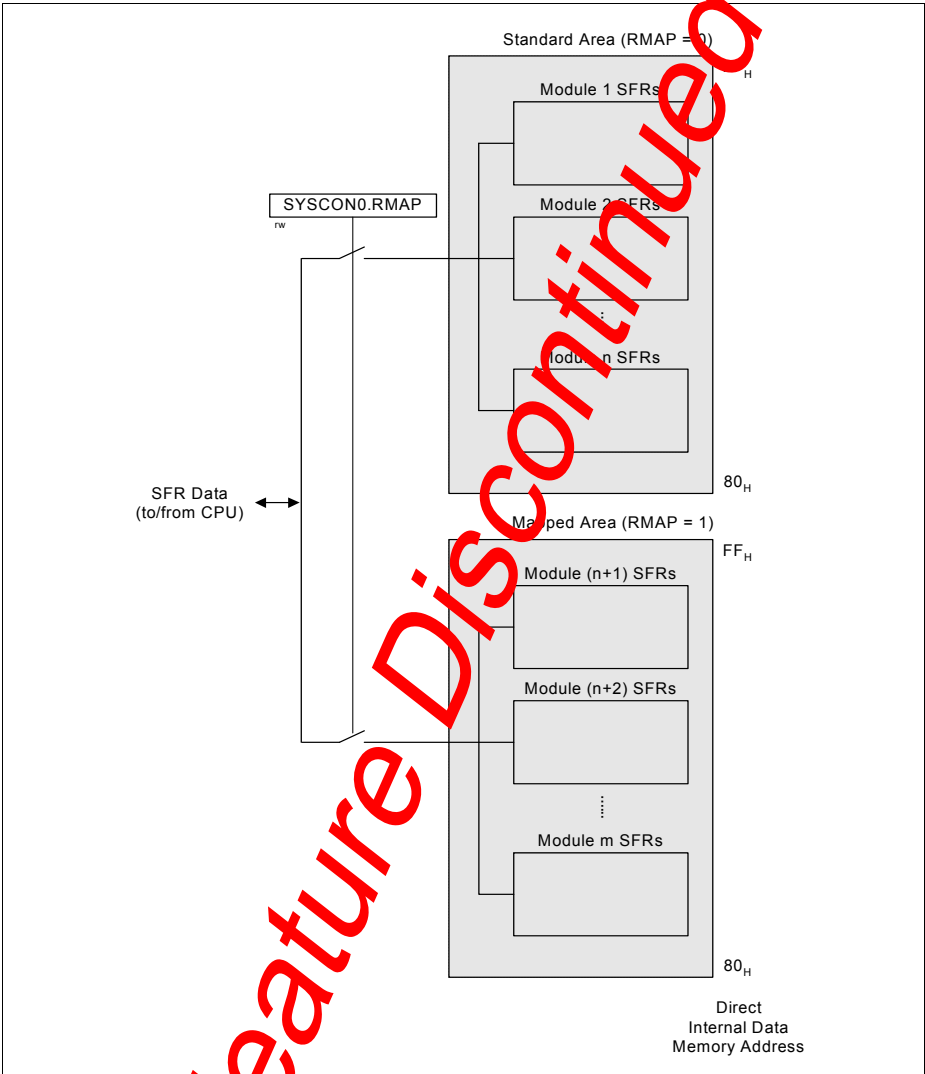 Standard Area (RMAP = 0)
H
Module 1 SFRs
SYSCON0.RMAP
rw
Module 2 SFRs
Module n SFRs
SFR Data
(to/from CPU)
80H
Mapped Area (RMAP = 1)
FFH
Module (n+1) SFRs
Module (n+2) SFRs
Module m SFRs
80H
Direct
Internal Data
Memory Address
eature Discontinued